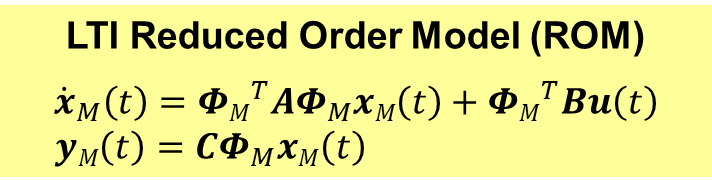 LTI Reduced Order Model (ROM)
ẋ_M(t) = Φ_M^T AΦ_M x_M(t) + Φ_M^T Bu(t)
y_M(t) = CΦ_M x_M(t)